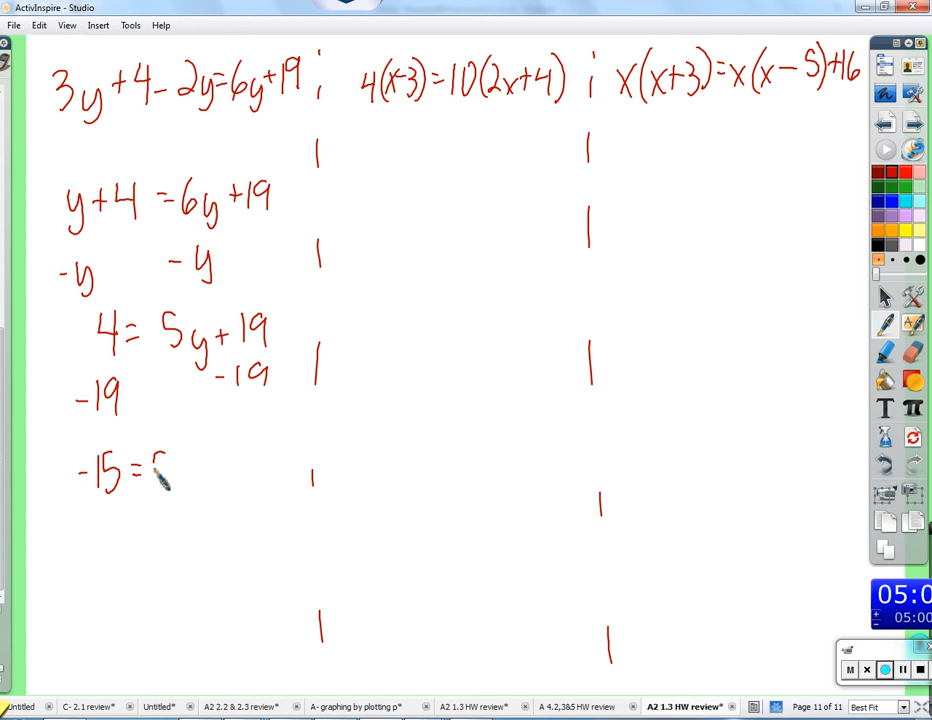 ActivInspire - Studio
File Edit View Insert Tools Help
3y+4-2y=6y+19
4(x-3)=10(2x+4)
x(x+3)=x(x-5)+16
y+4=6y+19
-y -y
4=5y+19
-19 -19
-15=
05:0
05:00
M
Untitled C- 2.1 review* Untitled* A2 2.2 & 2.3 review* A- graphing by plotting p* A2 1.3 HW review* A 4.2,3&5 HW review A2 1.3 HW review* Page 11 of 11 Best Fit